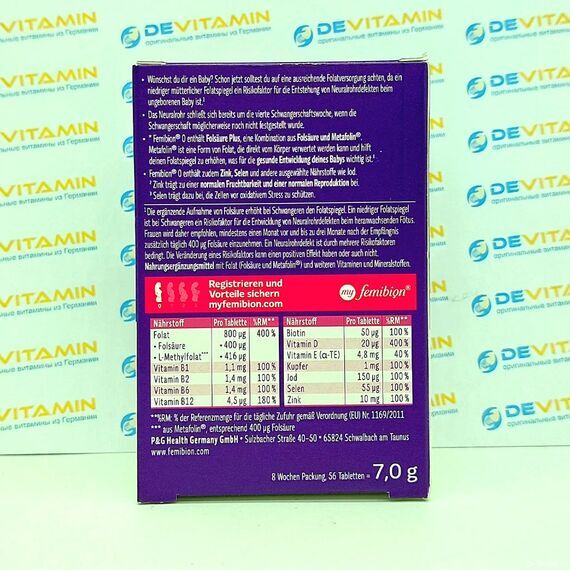 DEVITAMIN
оригинальные витамины из Германии
• Wünschst du dir ein Baby? Schon jetzt solltest du auf eine ausreichende Folatversorgung achten, da ein
niedriger mütterlicher Folatspiegel ein Risikofaktor für die Entstehung von Neuralrohrdefekten beim
ungeborenen Baby ist.¹
• Das Neuralrohr schließt sich bereits um die vierte Schwangerschaftswoche, wenn die
Schwangerschaft möglicherweise noch nicht festgestellt wurde.
• Femibion® 0 enthält Folsäure Plus, eine Kombination aus Folsäure und Metafolin®.
Metafolin® ist eine Form von Folat, die direkt vom Körper verwertet werden kann und hilft
deinen Folatspiegel zu erhöhen, was für die gesunde Entwicklung deines Babys wichtig ist.¹
• Femibion® 0 enthält zudem Zink, Selen und andere ausgewählte Nährstoffe wie Iod.
² Zink trägt zu einer normalen Fruchtbarkeit und einer normalen Reproduktion bei.
³ Selen trägt dazu bei, die Zellen vor oxidativem Stress zu schützen.
¹ Die ergänzende Aufnahme von Folsäure erhöht bei Schwangeren den Folatspiegel. Ein niedriger Folatspiegel
ist bei Schwangeren ein Risikofaktor für die Entwicklung von Neuralrohrdefekten beim heranwachsenden Fötus.
Frauen wird daher empfohlen, mindestens einen Monat vor und bis zu drei Monate nach der Empfängnis
zusätzlich täglich 400 µg Folsäure einzunehmen. Ein Neuralrohrdefekt ist durch mehrere Risikofaktoren
bedingt. Die Veränderung eines Risikofaktors kann einen positiven Effekt haben oder auch nicht.
Nahrungsergänzungsmittel mit Folat (Folsäure und Metafolin®) und weiteren Vitaminen und Mineralstoffen.
Registrieren und
Vorteile sichern
myfemibion.com
my femibion®
Nährstoff Pro Tablette %RM**
Folat 800 µg 400 %
• Folsäure • 400 µg
• L-Methylfolat*** • 416 µg
Vitamin B1 1,1 mg 100 %
Vitamin B2 1,4 mg 100 %
Vitamin B6 1,4 mg 100 %
Vitamin B12 4,5 µg 180 %
Nährstoff Pro Tablette %RM**
Biotin 50 µg 100 %
Vitamin D 20 µg 400 %
Vitamin E (α-TE) 4,8 mg 40 %
Kupfer 1 mg 100 %
Jod 150 µg 100 %
Selen 55 µg 100 %
Zink 10 mg 100 %
**%RM: % der Referenzmenge für die tägliche Zufuhr gemäß Verordnung (EU) Nr. 1169/2011
*** aus Metafolin®, entsprechend 400 µg Folsäure
P&G Health Germany GmbH • Sulzbacher Straße 40–50 • 65824 Schwalbach am Taunus
www.femibion.com
8 Wochen Packung, 56 Tabletten = 7,0 g